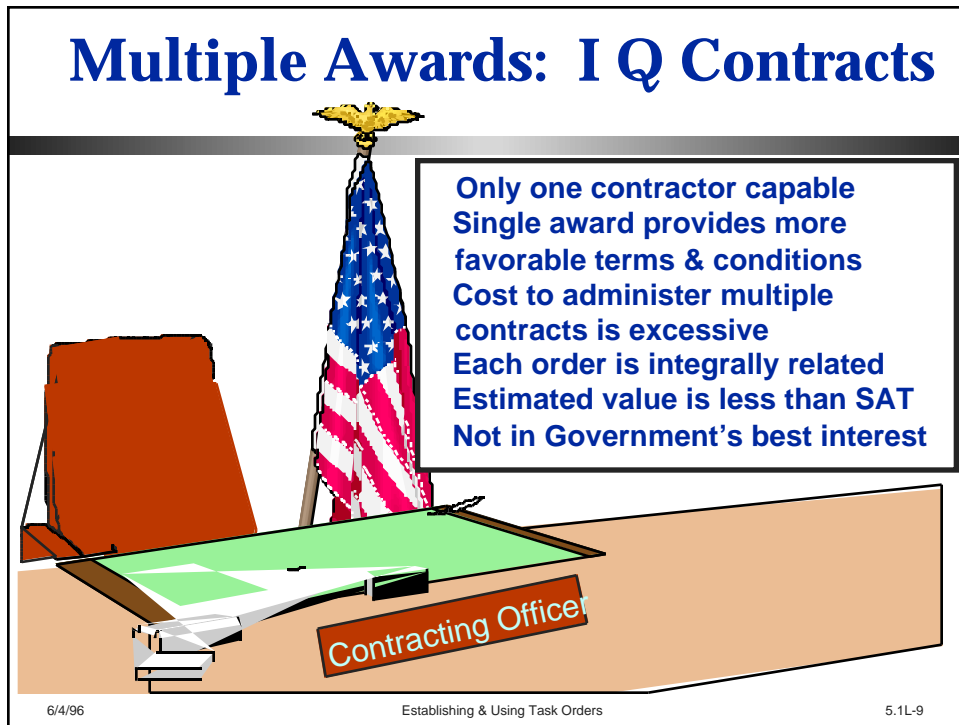 Multiple Awards: I Q Contracts
Only one contractor capable
Single award provides more
favorable terms & conditions
Cost to administer multiple
contracts is excessive
Each order is integrally related
Estimated value is less than SAT
Not in Government's best interest
Contracting Officer
6/4/96
Establishing & Using Task Orders
5.1L-9